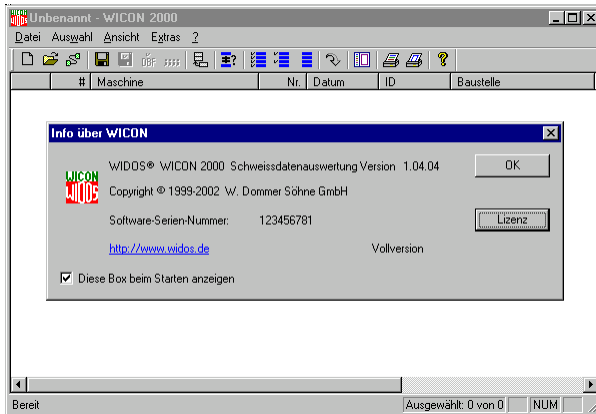 Unbenannt - WICON 2000
Datei Auswahl Ansicht Extras ?
DBF
# Maschine Nr. Datum ID Baustelle
Info über WICON
WICON
WIDOS
WIDOS® WICON 2000 Schweissdatenauswertung Version 1.04.04
OK
Copyright © 1999-2002 W. Dommer Söhne GmbH
Software-Serien-Nummer: 123456781
Lizenz
http://www.widos.de Vollversion
Diese Box beim Starten anzeigen
Bereit Ausgewählt: 0 von 0 NUM